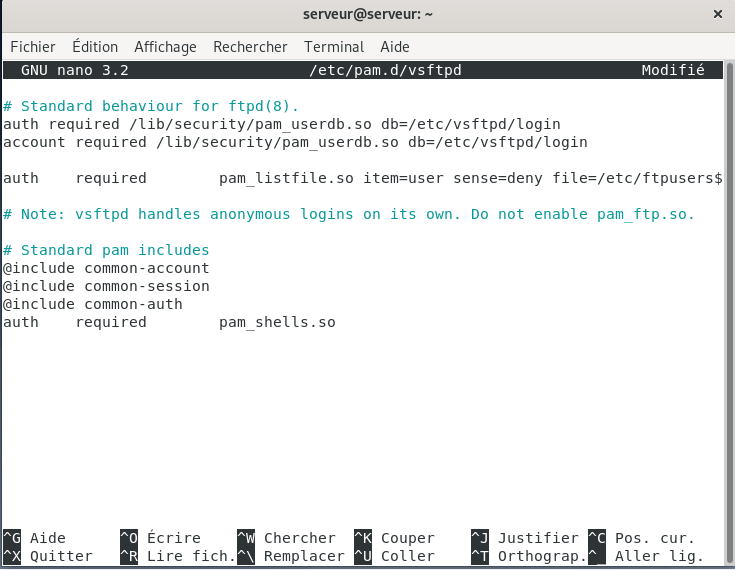 serveur@serveur: ~ ×
Fichier Édition Affichage Rechercher Terminal Aide
GNU nano 3.2 /etc/pam.d/vsftpd Modifié
# Standard behaviour for ftpd(8).
auth required /lib/security/pam_userdb.so db=/etc/vsftpd/login
account required /lib/security/pam_userdb.so db=/etc/vsftpd/login
auth    required        pam_listfile.so item=user sense=deny file=/etc/ftpusers$
# Note: vsftpd handles anonymous logins on its own. Do not enable pam_ftp.so.
# Standard pam includes
@include common-account
@include common-session
@include common-auth
auth    required        pam_shells.so
^G Aide ^O Écrire ^W Chercher ^K Couper ^J Justifier ^C Pos. cur.
^X Quitter ^R Lire fich. ^\ Remplacer ^U Coller ^T Orthograp. ^_ Aller lig.